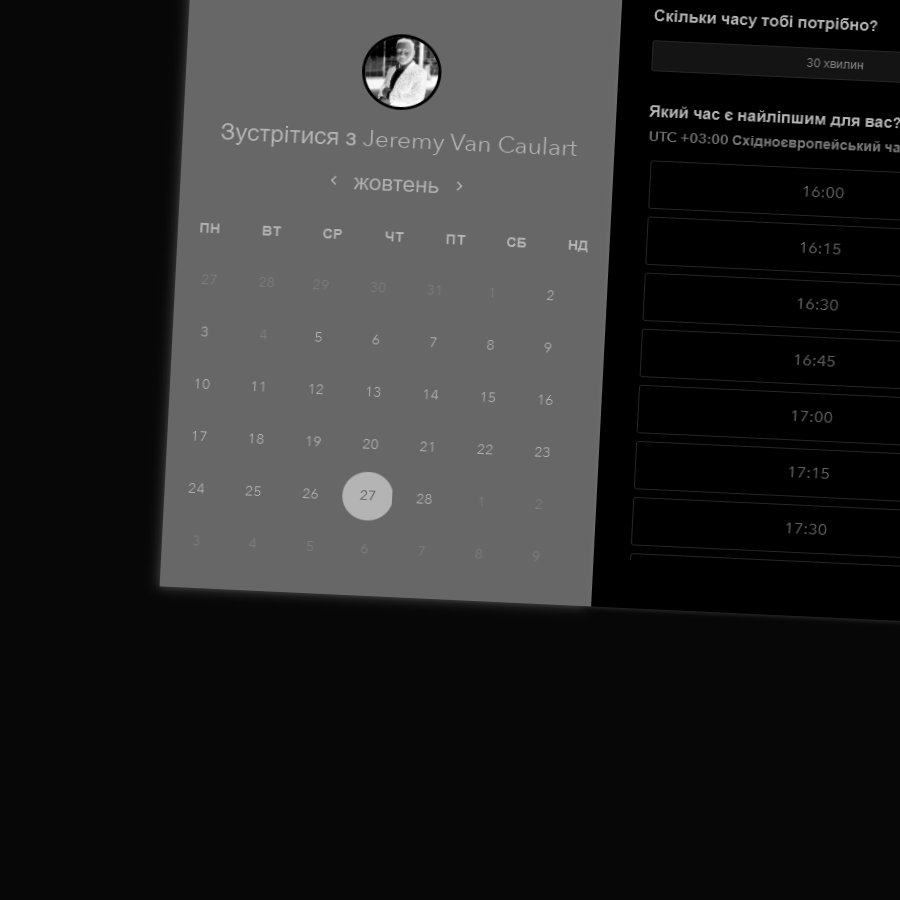 Зустрітися з Jeremy Van Caulart
‹ жовтень ›
ПН ВТ СР ЧТ ПТ СБ НД
27 28 29 30 31 1 2
3 4 5 6 7 8 9
10 11 12 13 14 15 16
17 18 19 20 21 22 23
24 25 26 27 28 1 2
3 4 5 6 7 8 9
Скільки часу тобі потрібно?
30 хвилин
Який час є найліпшим для вас?
UTC +03:00 Східноєвропейський
16:00
16:15
16:30
16:45
17:00
17:15
17:30